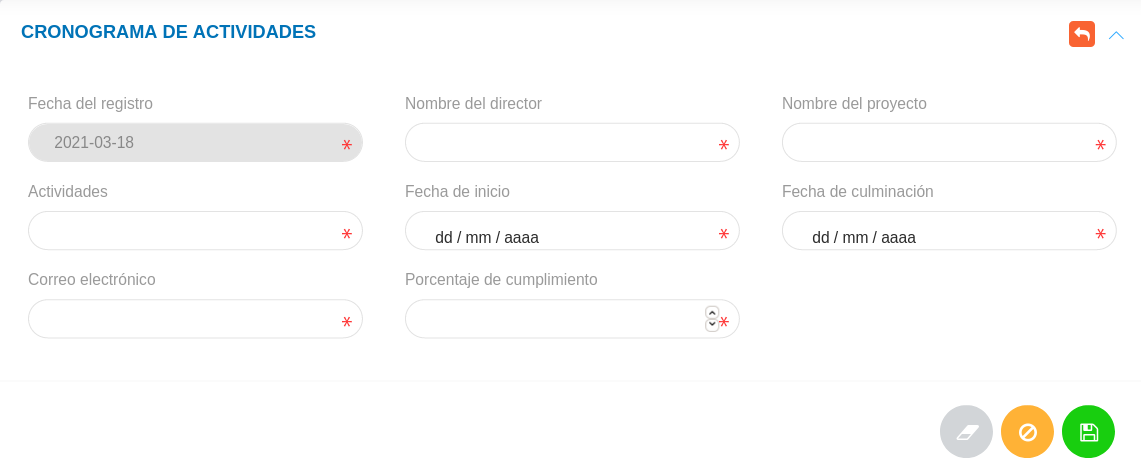 CRONOGRAMA DE ACTIVIDADES
Fecha del registro Nombre del director Nombre del proyecto
2021-03-18
Actividades Fecha de inicio Fecha de culminación
dd / mm / aaaa dd / mm / aaaa
Correo electrónico Porcentaje de cumplimiento